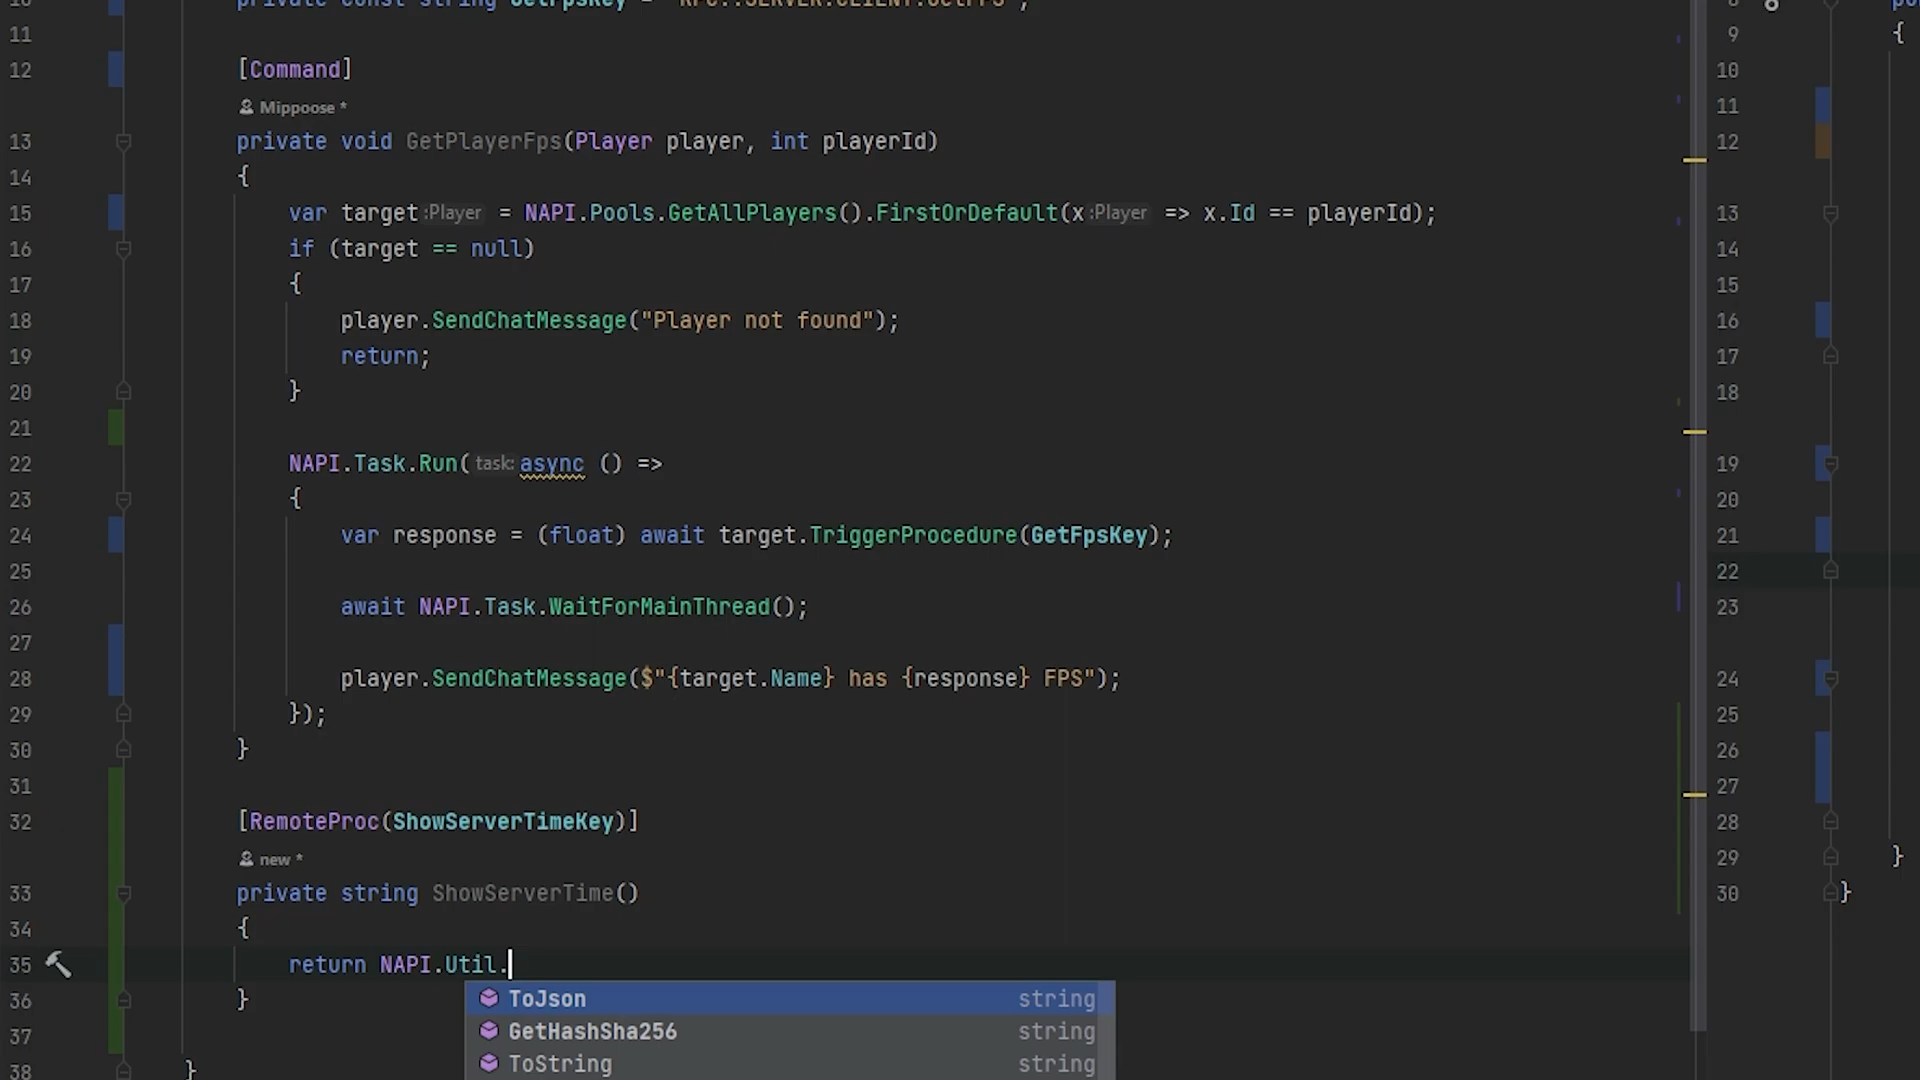 11
12 [Command]
Mippoose *
13 private void GetPlayerFps(Player player, int playerId)
14 {
15 var target :Player = NAPI.Pools.GetAllPlayers().FirstOrDefault(x :Player => x.Id == playerId);
16 if (target == null)
17 {
18 player.SendChatMessage("Player not found");
19 return;
20 }
21
22 NAPI.Task.Run( task: async () =>
23 {
24 var response = (float) await target.TriggerProcedure(GetFpsKey);
25
26 await NAPI.Task.WaitForMainThread();
27
28 player.SendChatMessage($"{target.Name} has {response} FPS");
29 });
30 }
31
32 [RemoteProc(ShowServerTimeKey)]
new *
33 private string ShowServerTime()
34 {
35 return NAPI.Util.
36 }
37
38 }
ToJson string
GetHashSha256 string
ToString string
9 {
10
11
12
13
14
15
16
17
18
19
20
21
22
23
24
25
26
27
28
29 }
30 }